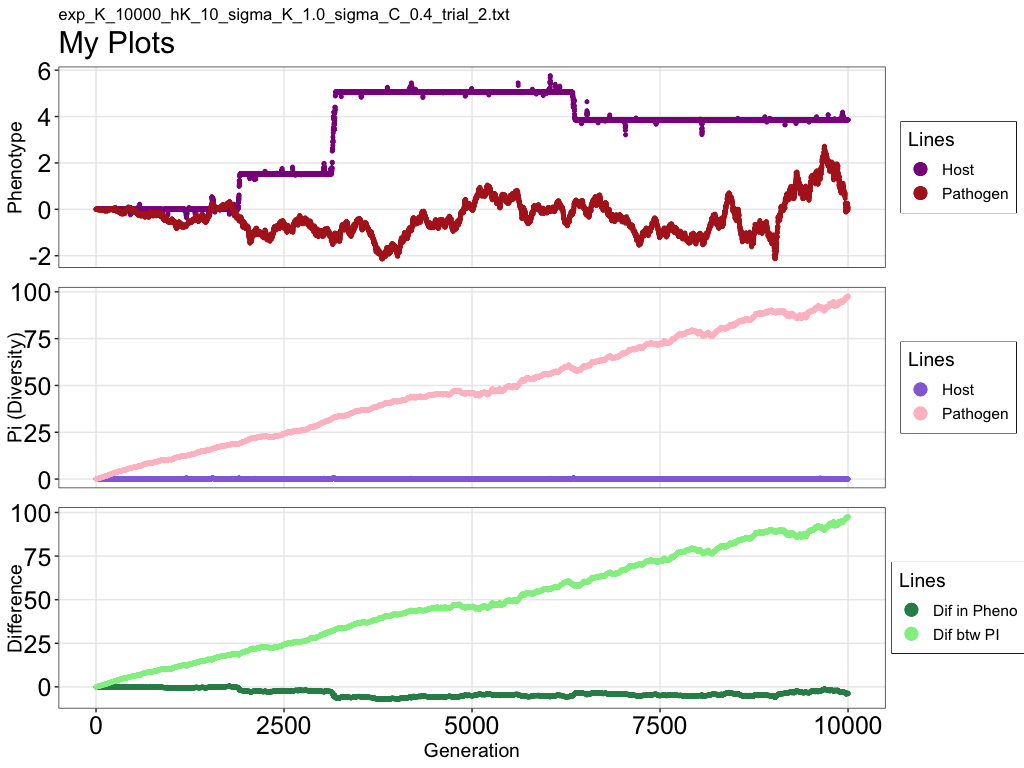 exp_K_10000_hK_10_sigma_K_1.0_sigma_C_0.4_trial_2.txt
My Plots
Phenotype
6
4
2
0
-2
Lines
Host
Pathogen
Pi (Diversity)
100
75
50
25
0
Lines
Host
Pathogen
Difference
100
75
50
25
0
Lines
Dif in Pheno
Dif btw PI
0 2500 5000 7500 10000
Generation